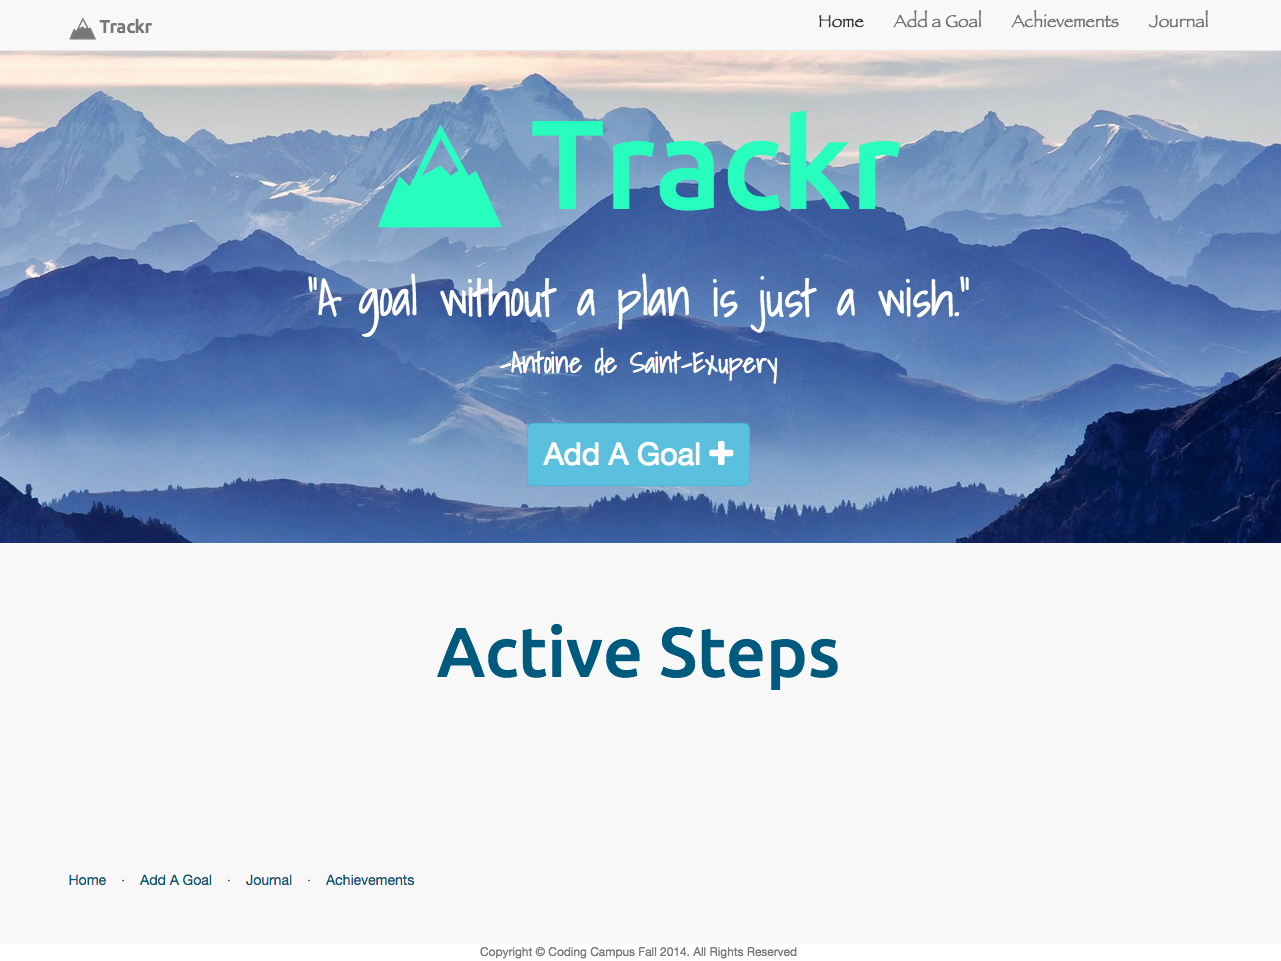 Trackr
Home Add a Goal Achievements Journal
Trackr
"A goal without a plan is just a wish."
-Antoine de Saint-Exupery
Add A Goal
Active Steps
Home · Add A Goal · Journal · Achievements
Copyright © Coding Campus Fall 2014. All Rights Reserved